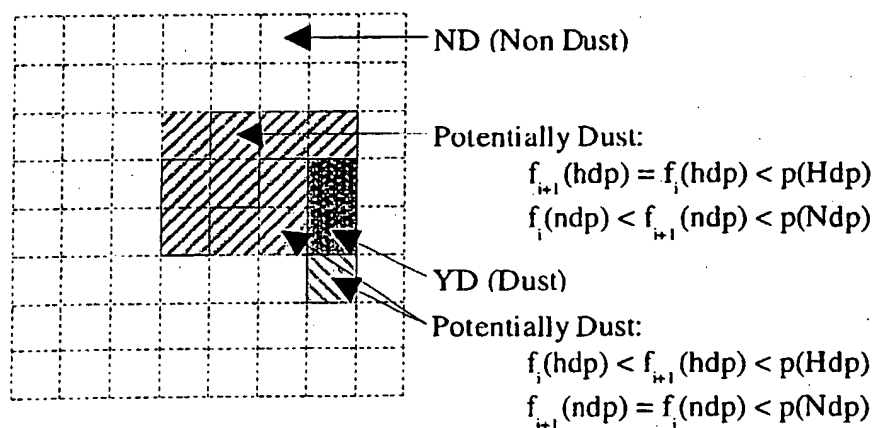 ND (Non Dust)
Potentially Dust:
f_{i+1}(hdp) = f_i(hdp) < p(Hdp)
f_i(ndp) < f_{i+1}(ndp) < p(Ndp)
YD (Dust)
Potentially Dust:
f_i(hdp) < f_{i+1}(hdp) < p(Hdp)
f_{i+1}(ndp) = f_i(ndp) < p(Ndp)